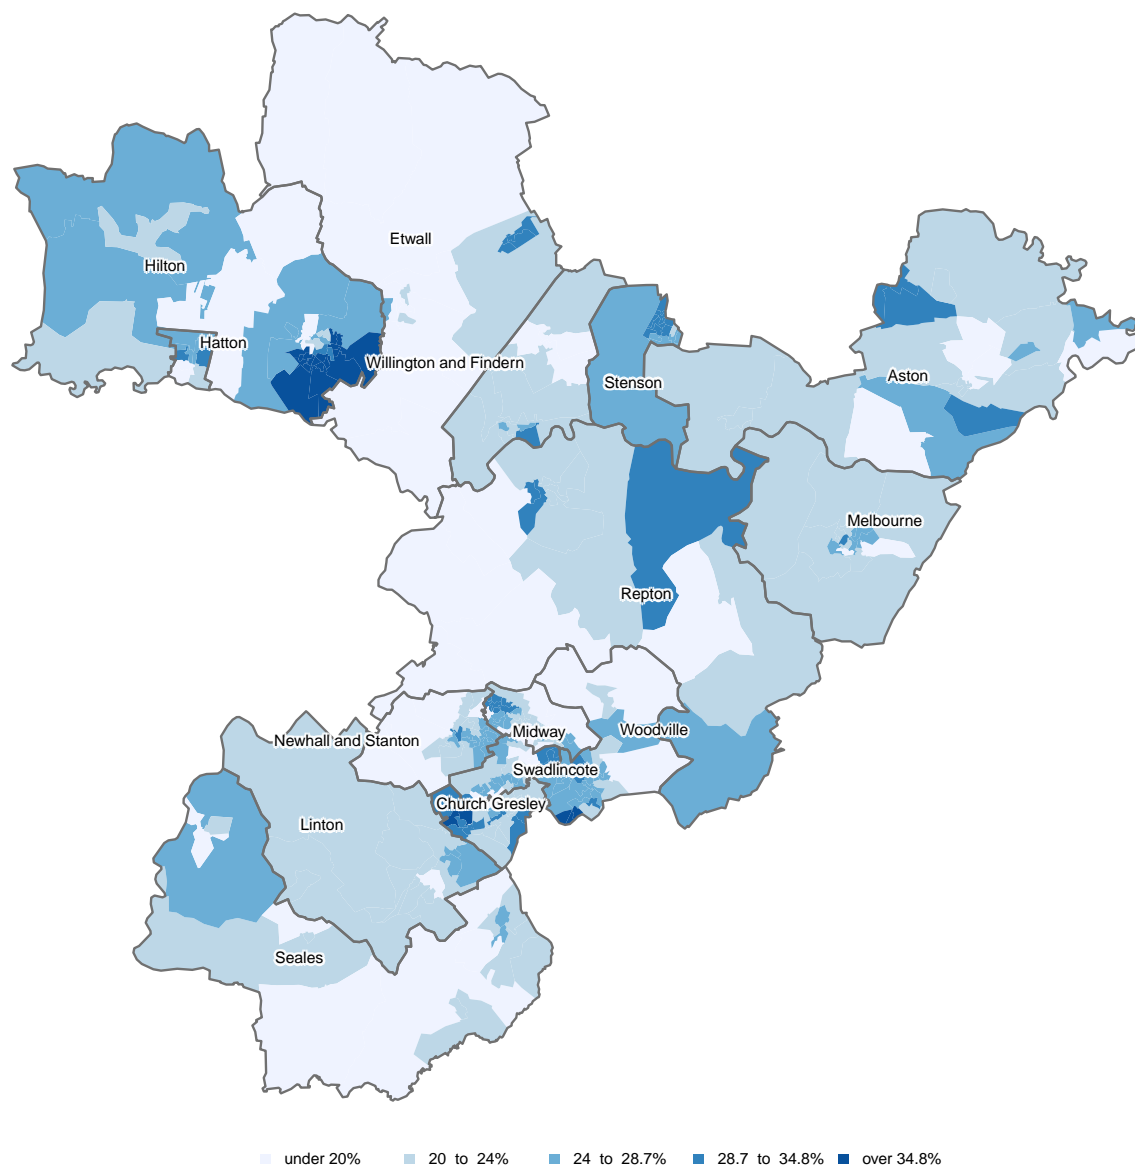 Etwall
Hilton
Hatton
Willington and Findern
Stenson
Aston
Melbourne
Repton
Newhall and Stanton
Midway
Woodville
Swadlincote
Church Gresley
Linton
Seales
under 20%
20 to 24%
24 to 28.7%
28.7 to 34.8%
over 34.8%